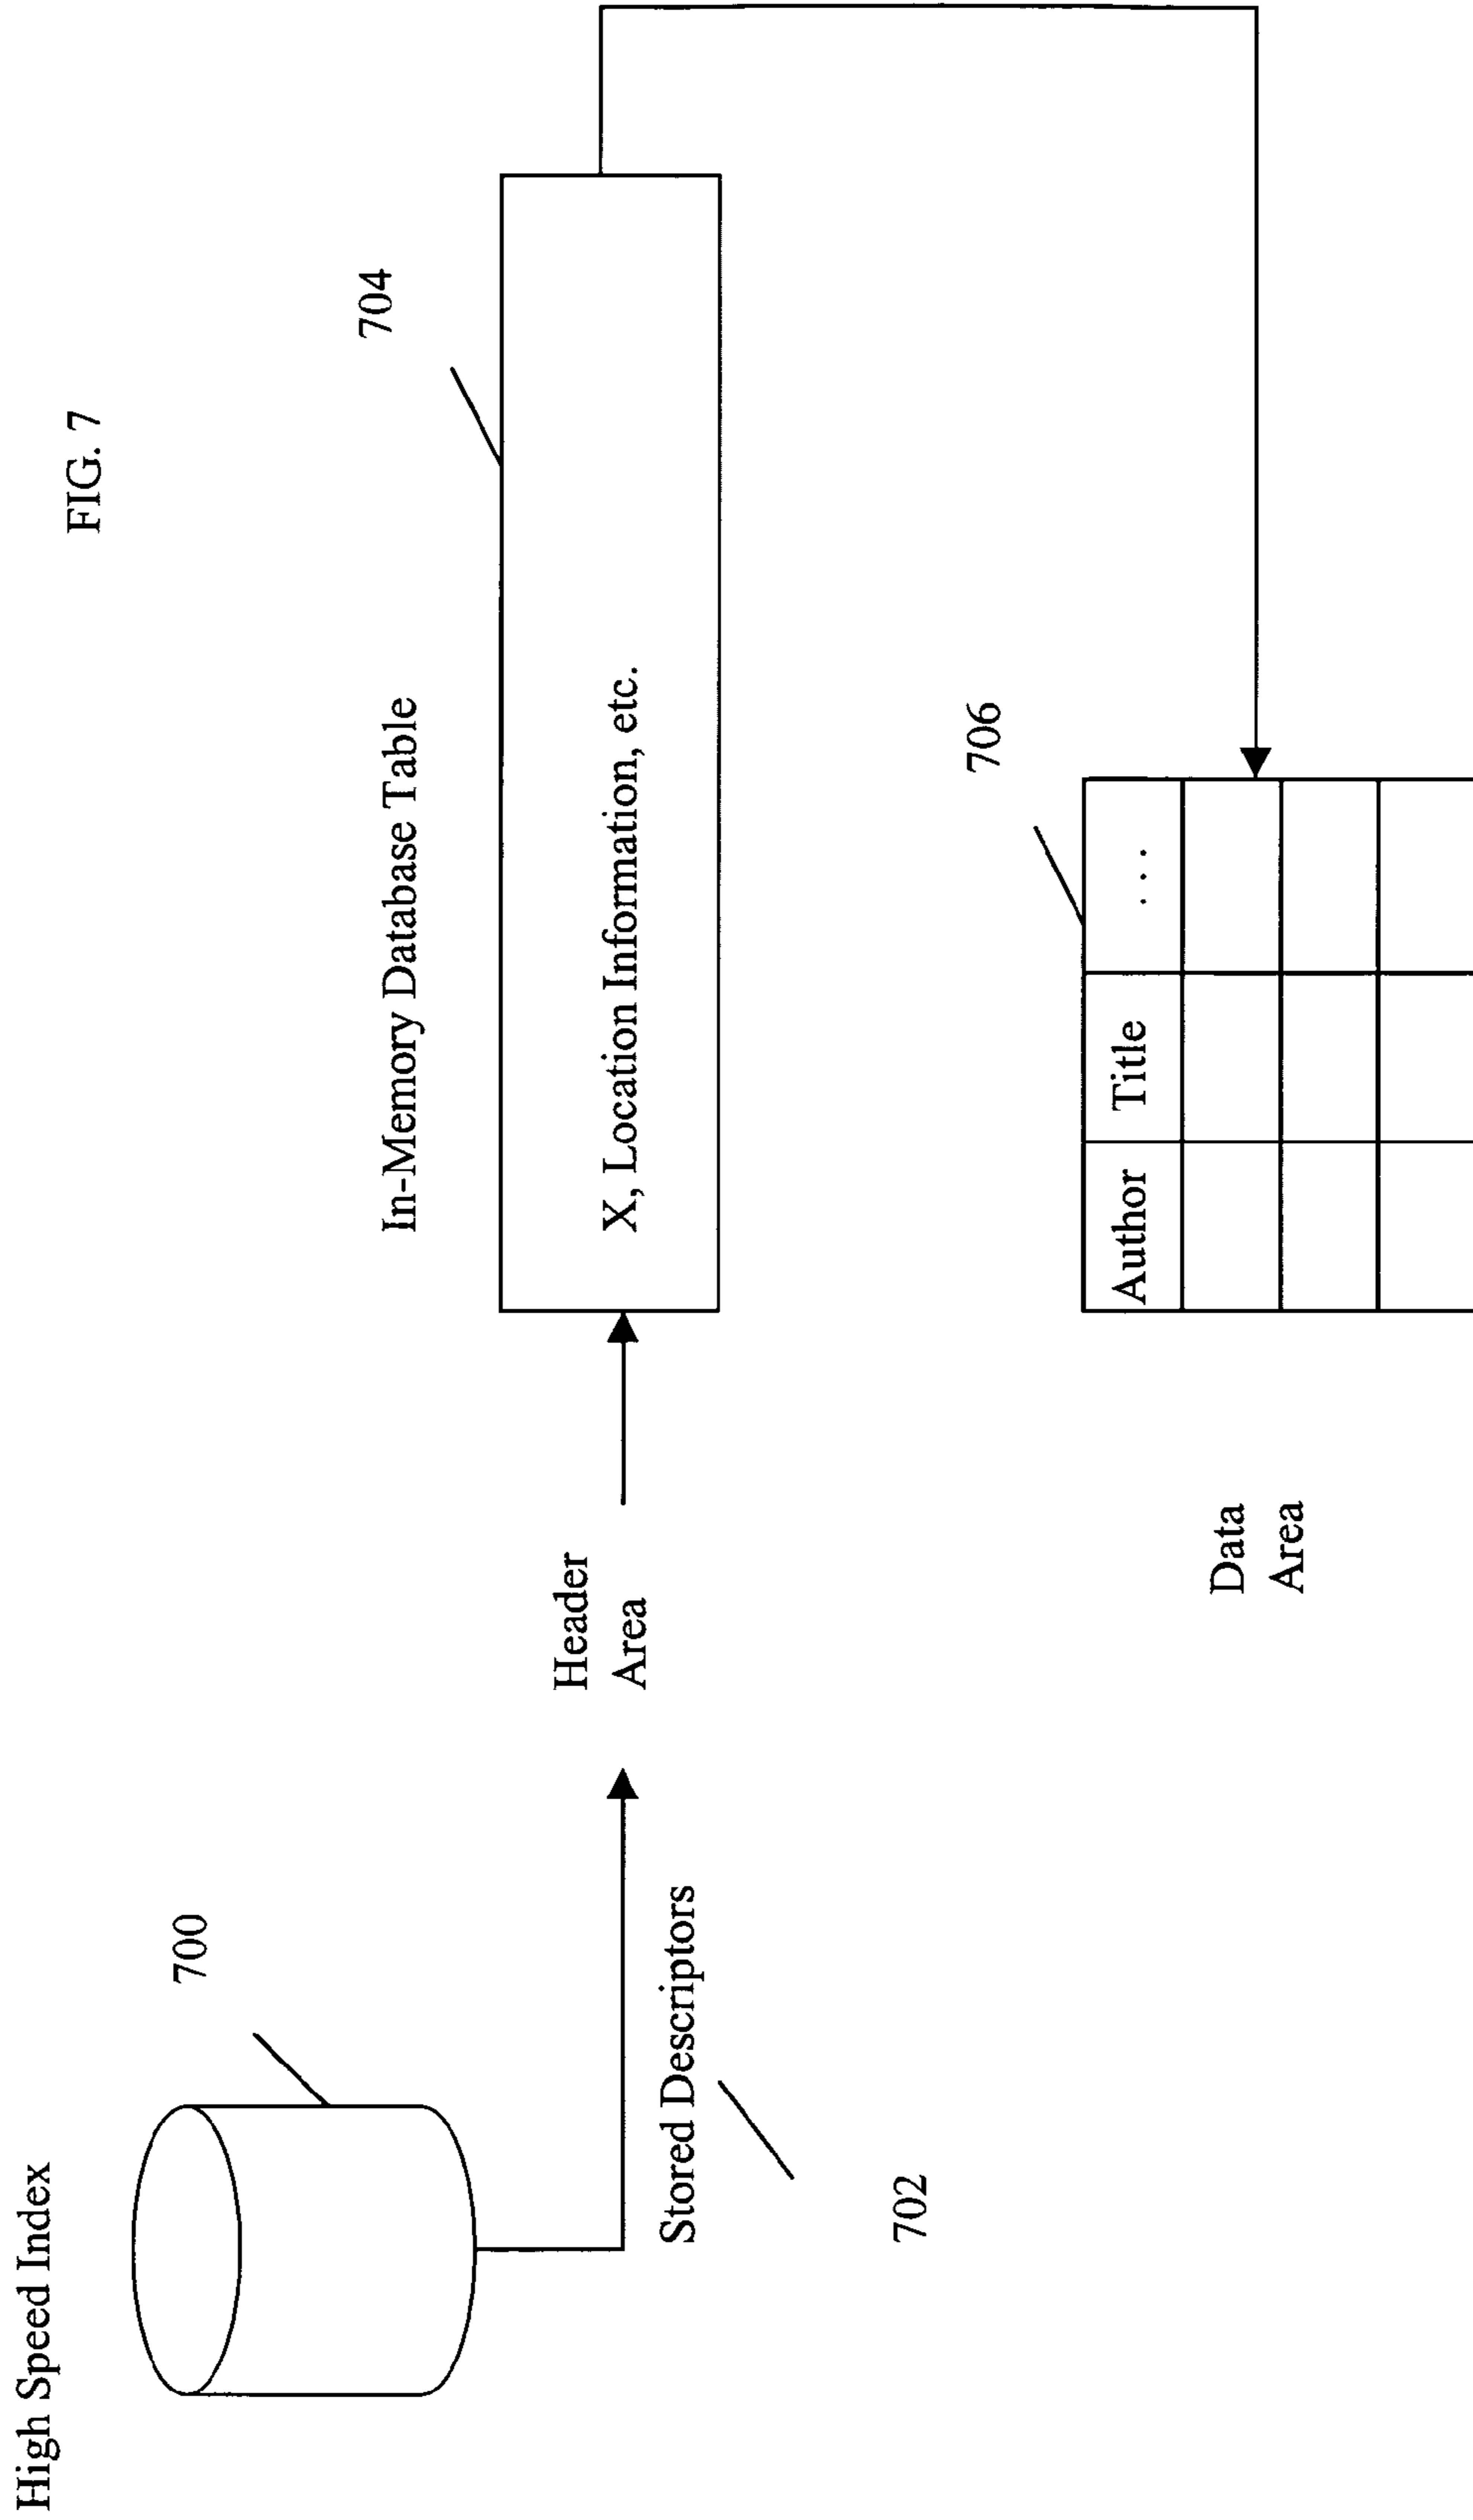 FIG. 7
High Speed Index
700
Stored Descriptors
702
In-Memory Database Table
704
Header
Area
X, Location Information, etc.
706
Data
Area
Author Title . . .